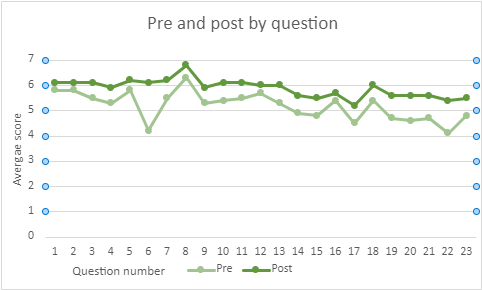 Pre and post by question
Avergae score
7
6
5
4
3
2
1
0
1 2 3 4 5 6 7 8 9 10 11 12 13 14 15 16 17 18 19 20 21 22 23
Question number
Pre Post